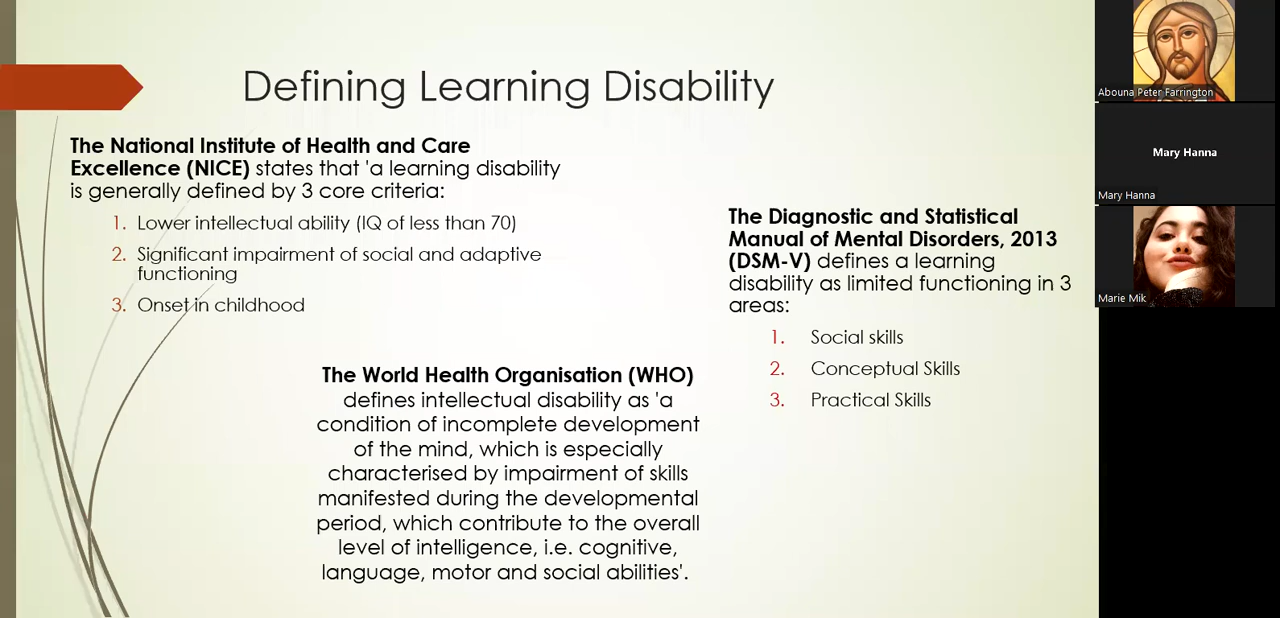 Defining Learning Disability
The National Institute of Health and Care
Excellence (NICE) states that 'a learning disability
is generally defined by 3 core criteria:
1. Lower intellectual ability (IQ of less than 70)
2. Significant impairment of social and adaptive
functioning
3. Onset in childhood
The World Health Organisation (WHO)
defines intellectual disability as 'a
condition of incomplete development
of the mind, which is especially
characterised by impairment of skills
manifested during the developmental
period, which contribute to the overall
level of intelligence, i.e. cognitive,
language, motor and social abilities'.
The Diagnostic and Statistical
Manual of Mental Disorders, 2013
(DSM-V) defines a learning
disability as limited functioning in 3
areas:
1. Social skills
2. Conceptual Skills
3. Practical Skills
Abouna Peter Farrington
Mary Hanna
Mary Hanna
Marie Mik